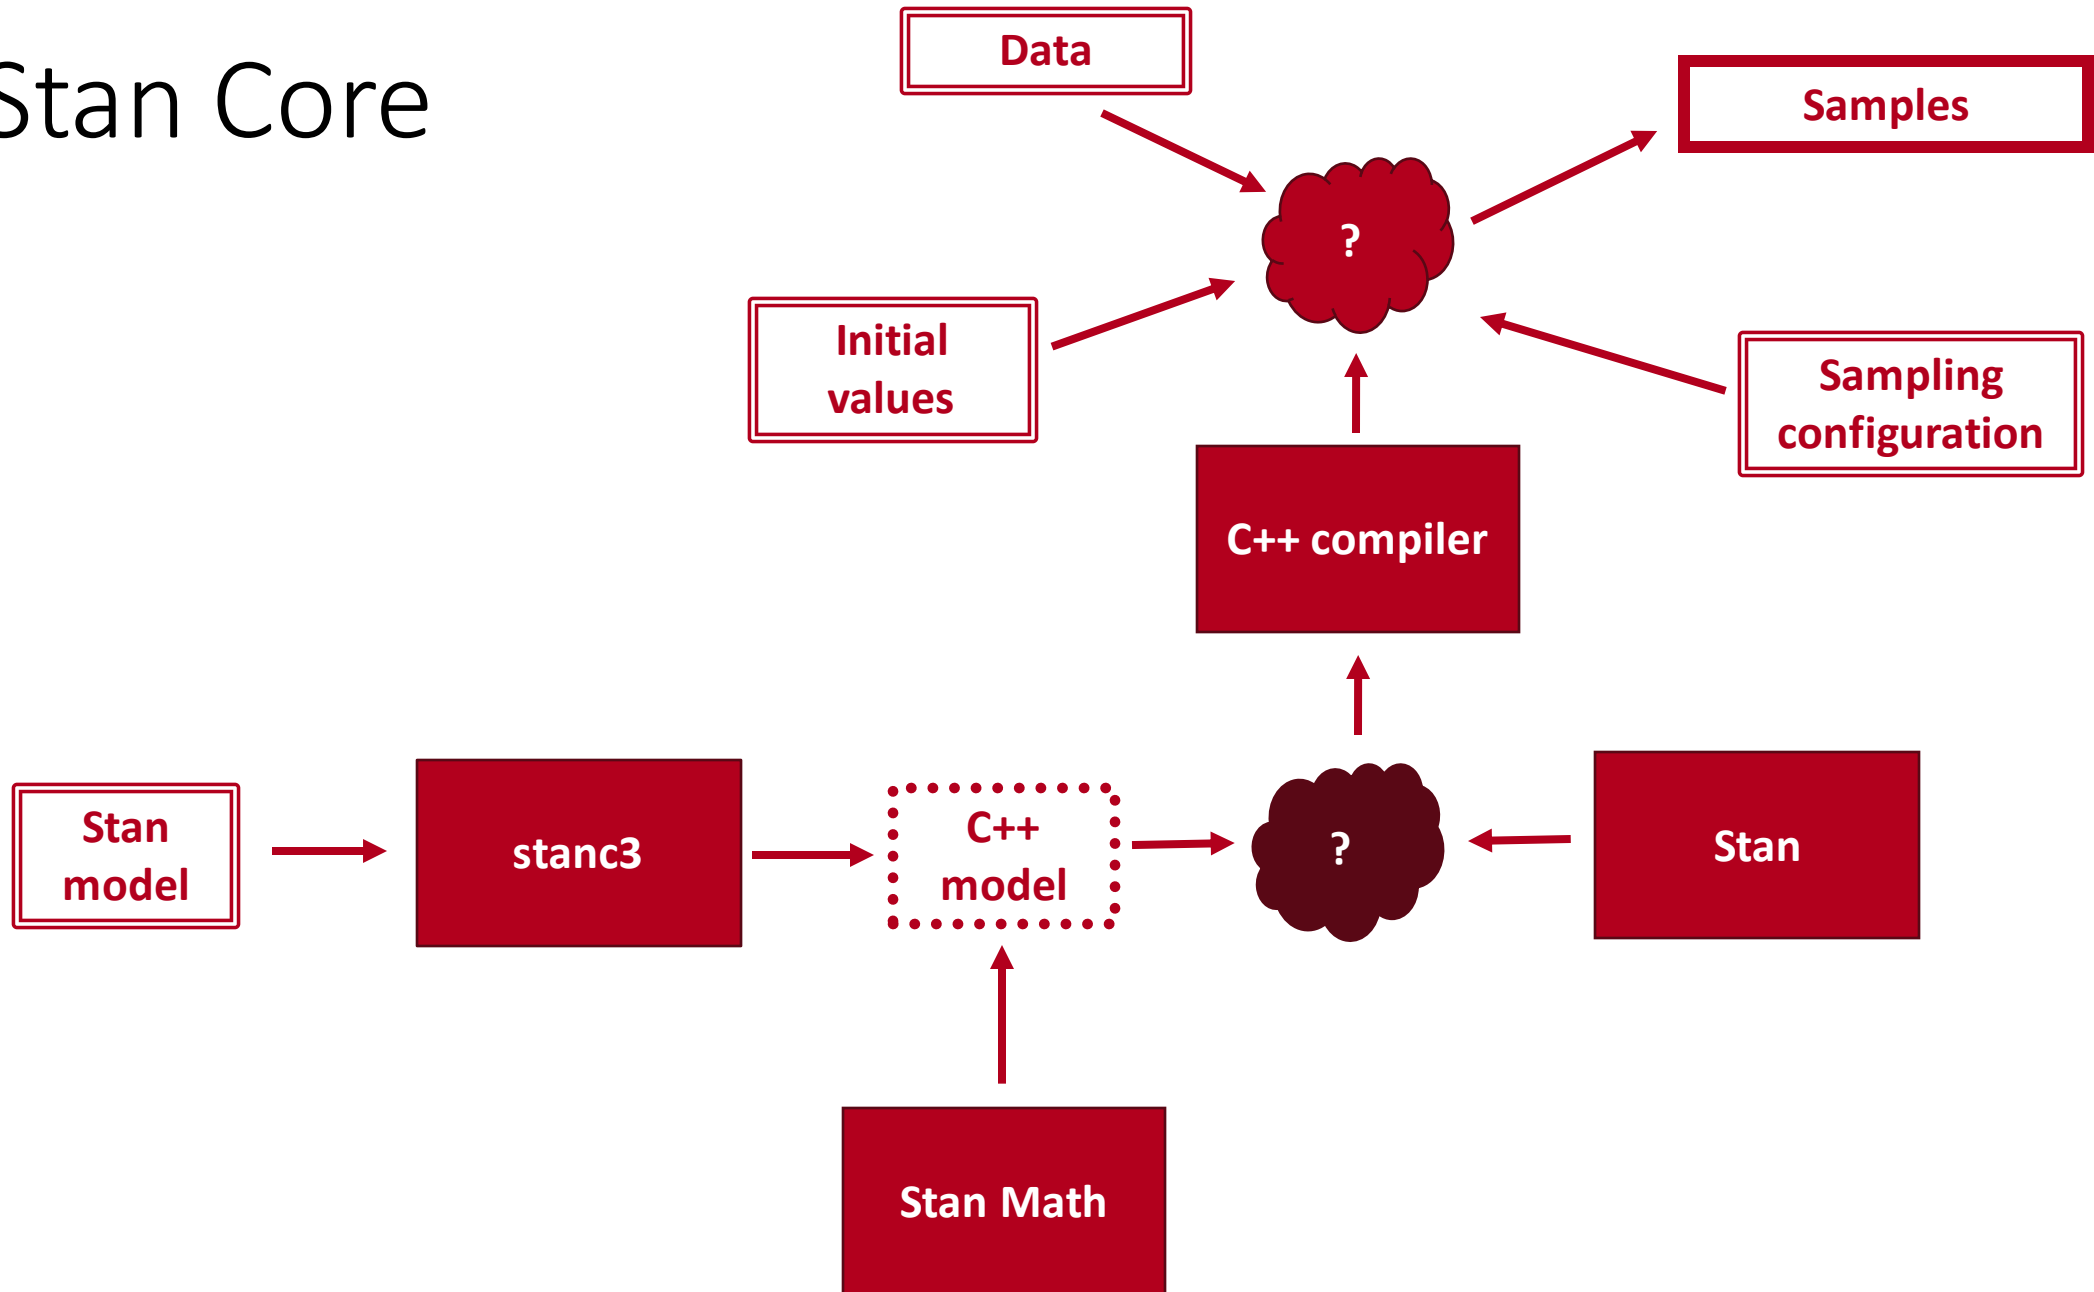 Stan Core
Data
Samples
?
Initial
values
Sampling
configuration
C++ compiler
Stan
model
stanc3
C++
model
?
Stan
Stan Math